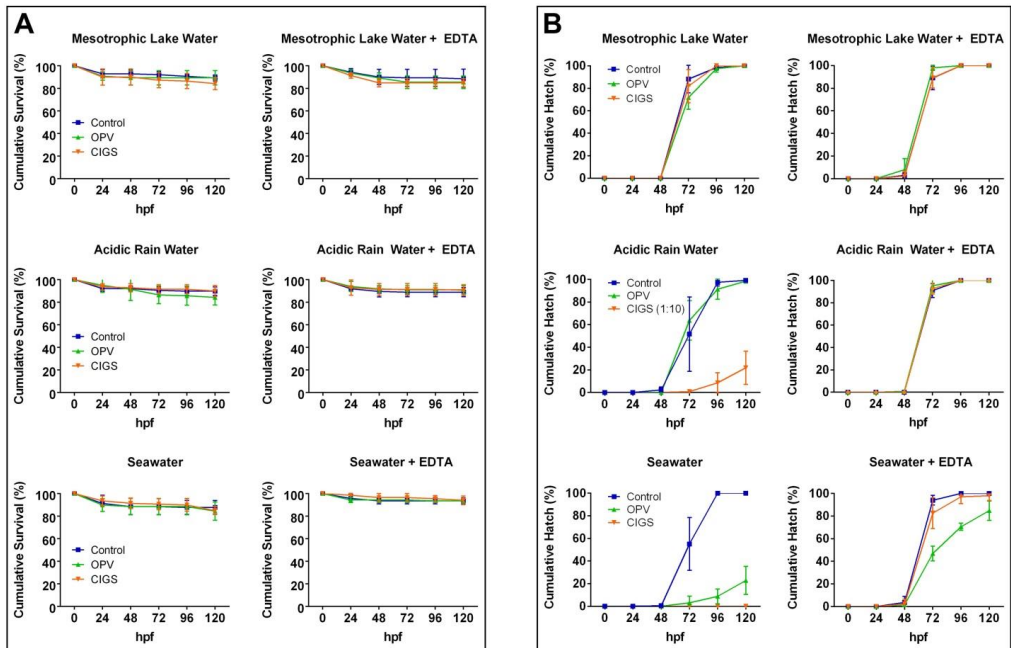 A
Mesotrophic Lake Water
Cumulative Survival (%)
100
80
60
40
20
0
Control
OPV
CIGS
0 24 48 72 96 120
hpf
Mesotrophic Lake Water + EDTA
Cumulative Survival (%)
100
80
60
40
20
0
0 24 48 72 96 120
hpf
Acidic Rain Water
Cumulative Survival (%)
100
80
60
40
20
0
Control
OPV
CIGS
0 24 48 72 96 120
hpf
Acidic Rain Water + EDTA
Cumulative Survival (%)
100
80
60
40
20
0
0 24 48 72 96 120
hpf
Seawater
Cumulative Survival (%)
100
80
60
40
20
0
Control
OPV
CIGS
0 24 48 72 96 120
hpf
Seawater + EDTA
Cumulative Survival (%)
100
80
60
40
20
0
0 24 48 72 96 120
hpf
B
Mesotrophic Lake Water
Cumulative Hatch (%)
100
80
60
40
20
0
Control
OPV
CIGS
0 24 48 72 96 120
hpf
Mesotrophic Lake Water + EDTA
Cumulative Hatch (%)
100
80
60
40
20
0
0 24 48 72 96 120
hpf
Acidic Rain Water
Cumulative Hatch (%)
100
80
60
40
20
0
Control
OPV
CIGS (1:10)
0 24 48 72 96 120
hpf
Acidic Rain Water + EDTA
Cumulative Hatch (%)
100
80
60
40
20
0
0 24 48 72 96 120
hpf
Seawater
Cumulative Hatch (%)
100
80
60
40
20
0
Control
OPV
CIGS
0 24 48 72 96 120
hpf
Seawater + EDTA
Cumulative Hatch (%)
100
80
60
40
20
0
0 24 48 72 96 120
hpf